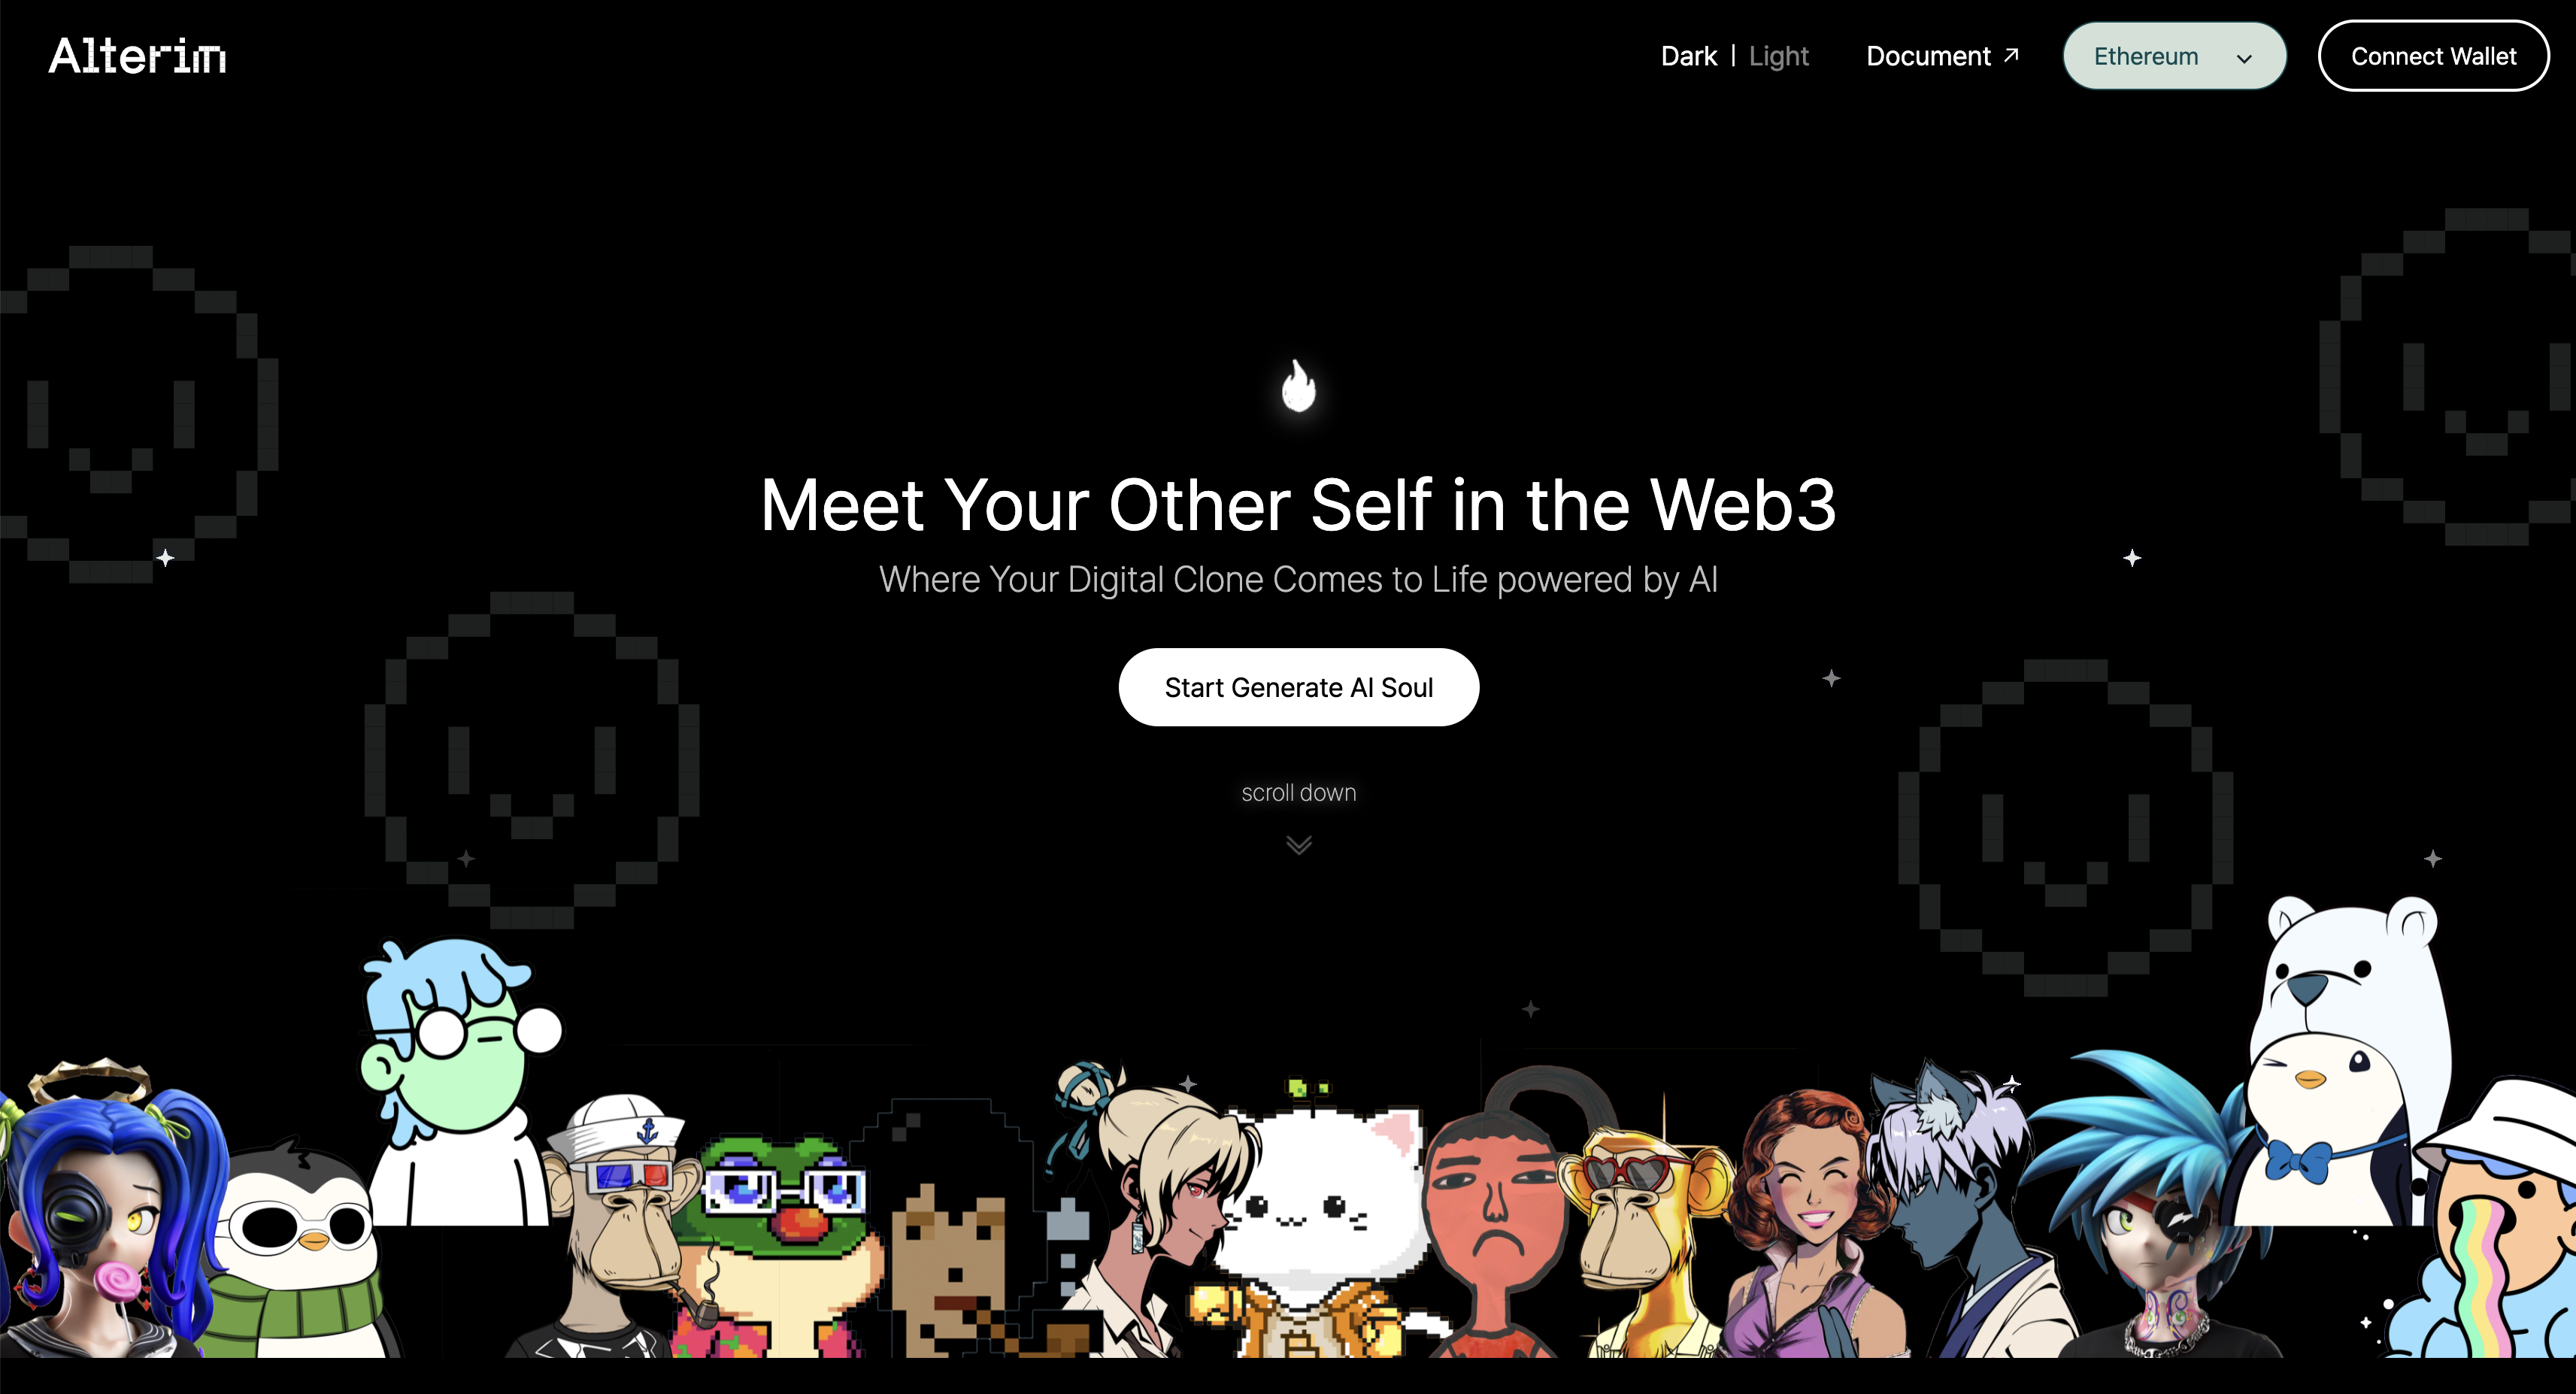 Alterim
Dark | Light
Document
Ethereum
Connect Wallet
Meet Your Other Self in the Web3
Where Your Digital Clone Comes to Life powered by AI
Start Generate AI Soul
scroll down